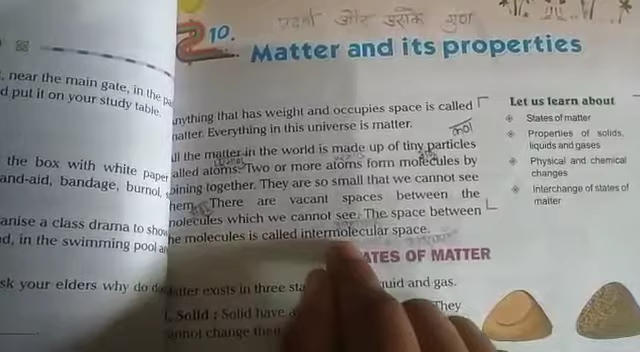 पदार्थ और उसके गुण
10.
Matter and its properties
, near the main gate, in the
d put it on your study table.
the box with white paper
and-aid, bandage, burnol,
anise a class drama to show
d, in the swimming pool
sk your elders why do
nything that has weight and occupies space is called
matter. Everything in this universe is matter.
ll the matter in the world is made up of tiny particles
alled atoms. Two or more atoms form molecules by
oining together. They are so small that we cannot see
hem. There are vacant spaces between the
molecules which we cannot see. The space between
he molecules is called intermolecular space.
ATES OF MATTER
atter exists in three sta quid and gas.
. Solid : Solid have They
annot change their
Let us learn about
States of matter
Properties of solids,
liquids and gases
Physical and chemical
changes
Interchange of states of
matter